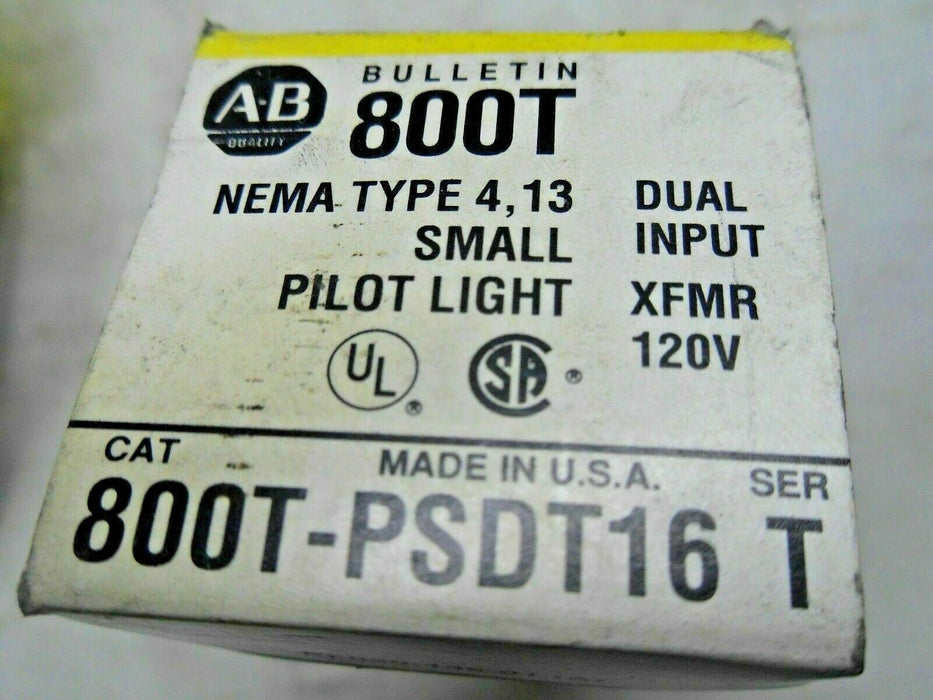 A-B
QUALITY
BULLETIN
800T
NEMA TYPE 4,13
SMALL
PILOT LIGHT
DUAL
INPUT
XFMR
120V
UL ®
SA ®
CAT
MADE IN U.S.A.
SER
800T-PSDT16 T